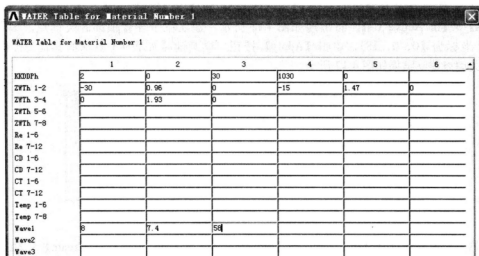 WATER Table for Material Number 1
WATER Table for Material Number 1
1 2 3 4 5 6
KKDDPh 2 0 30 1030 0
ZWTh 1-2 -30 0.96 0 -15 1.47 0
ZWTh 3-4 0 1.93 0
ZWTh 5-6
ZWTh 7-8
Re 1-6
Re 7-12
CD 1-6
CD 7-12
CT 1-6
CT 7-12
Temp 1-6
Temp 7-8
Wave1 8 7.4 58
Wave2
Wave3